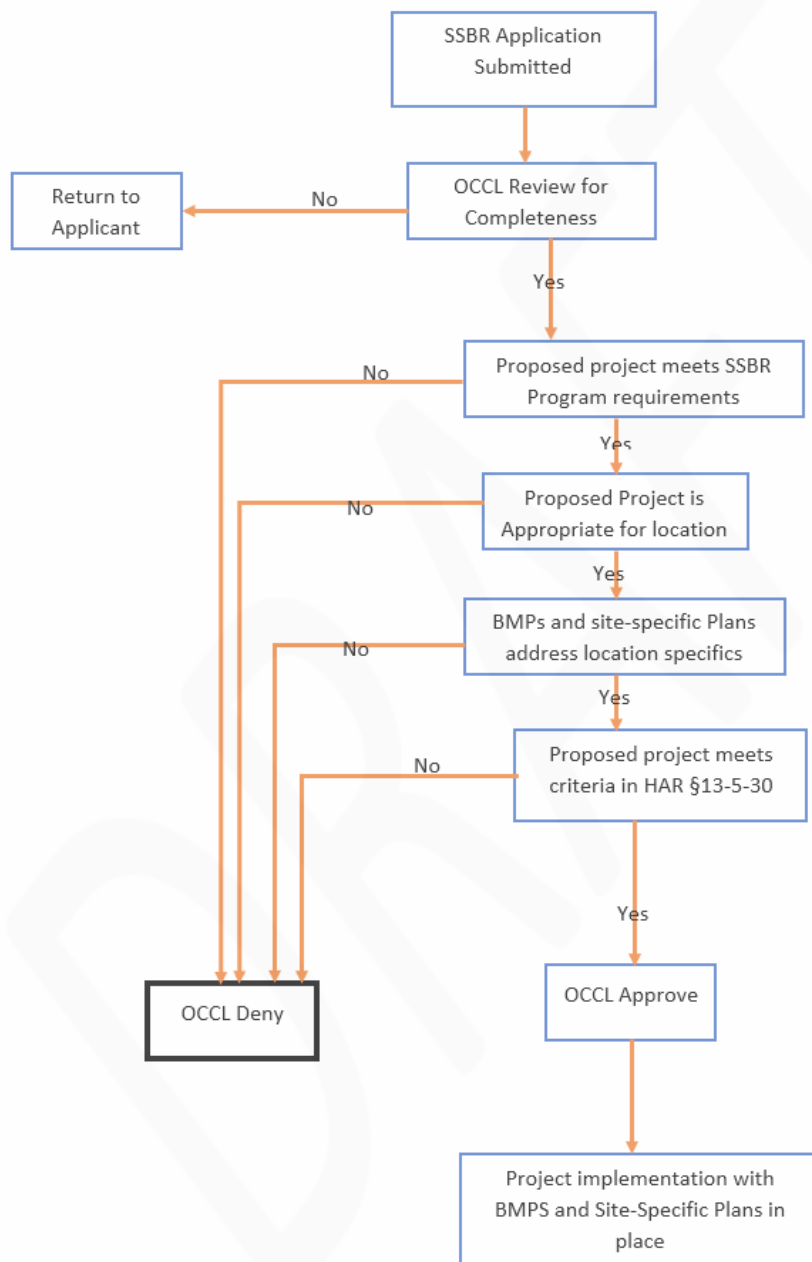 SSBR Application
Submitted
OCCL Review for
Completeness
No
Return to
Applicant
Yes
Proposed project meets SSBR
Program requirements
No
Yes
Proposed Project is
Appropriate for location
No
Yes
BMPs and site-specific Plans
address location specifics
No
Yes
Proposed project meets
criteria in HAR §13-5-30
No
Yes
OCCL Approve
OCCL Deny
Project implementation with
BMPS and Site-Specific Plans in
place
DRAFT